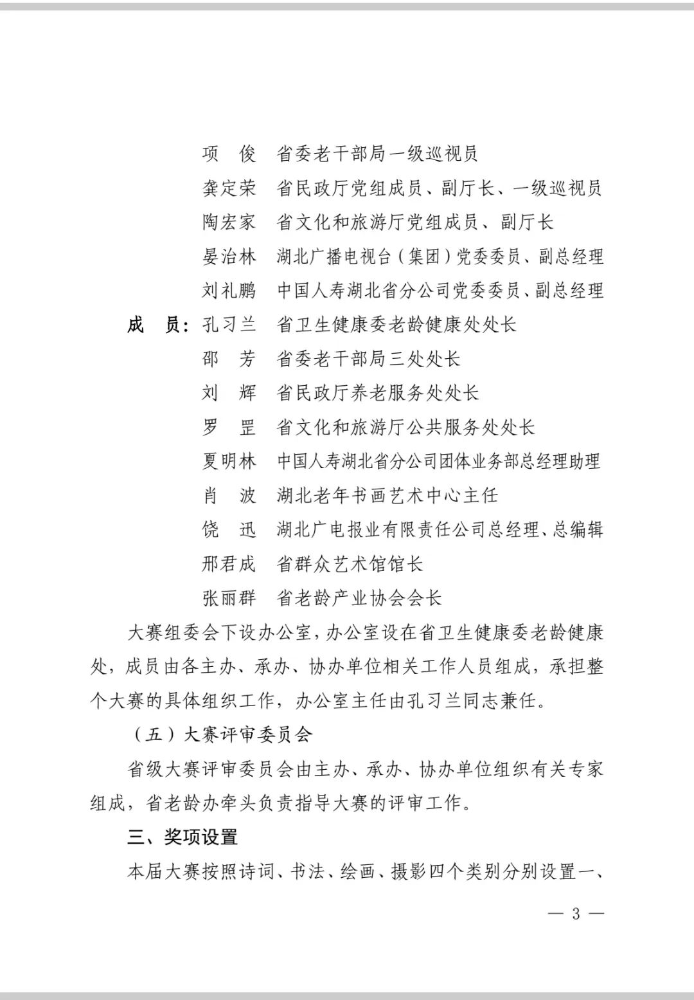 项　俊　省委老干部局一级巡视员
龚定荣　省民政厅党组成员、副厅长、一级巡视员
陶宏家　省文化和旅游厅党组成员、副厅长
晏治林　湖北广播电视台（集团）党委委员、副总经理
刘礼鹏　中国人寿湖北省分公司党委委员、副总经理
成　员：孔习兰　省卫生健康委老龄健康处处长
邵　芳　省委老干部局三处处长
刘　辉　省民政厅养老服务处处长
罗　罡　省文化和旅游厅公共服务处处长
夏明林　中国人寿湖北省分公司团体业务部总经理助理
肖　波　湖北老年书画艺术中心主任
饶　迅　湖北广电报业有限责任公司总经理、总编辑
邢君成　省群众艺术馆馆长
张丽群　省老龄产业协会会长
大赛组委会下设办公室，办公室设在省卫生健康委老龄健康
处，成员由各主办、承办、协办单位相关工作人员组成，承担整
个大赛的具体组织工作，办公室主任由孔习兰同志兼任。
（五）大赛评审委员会
省级大赛评审委员会由主办、承办、协办单位组织有关专家
组成，省老龄办牵头负责指导大赛的评审工作。
三、奖项设置
本届大赛按照诗词、书法、绘画、摄影四个类别分别设置一、
— 3 —